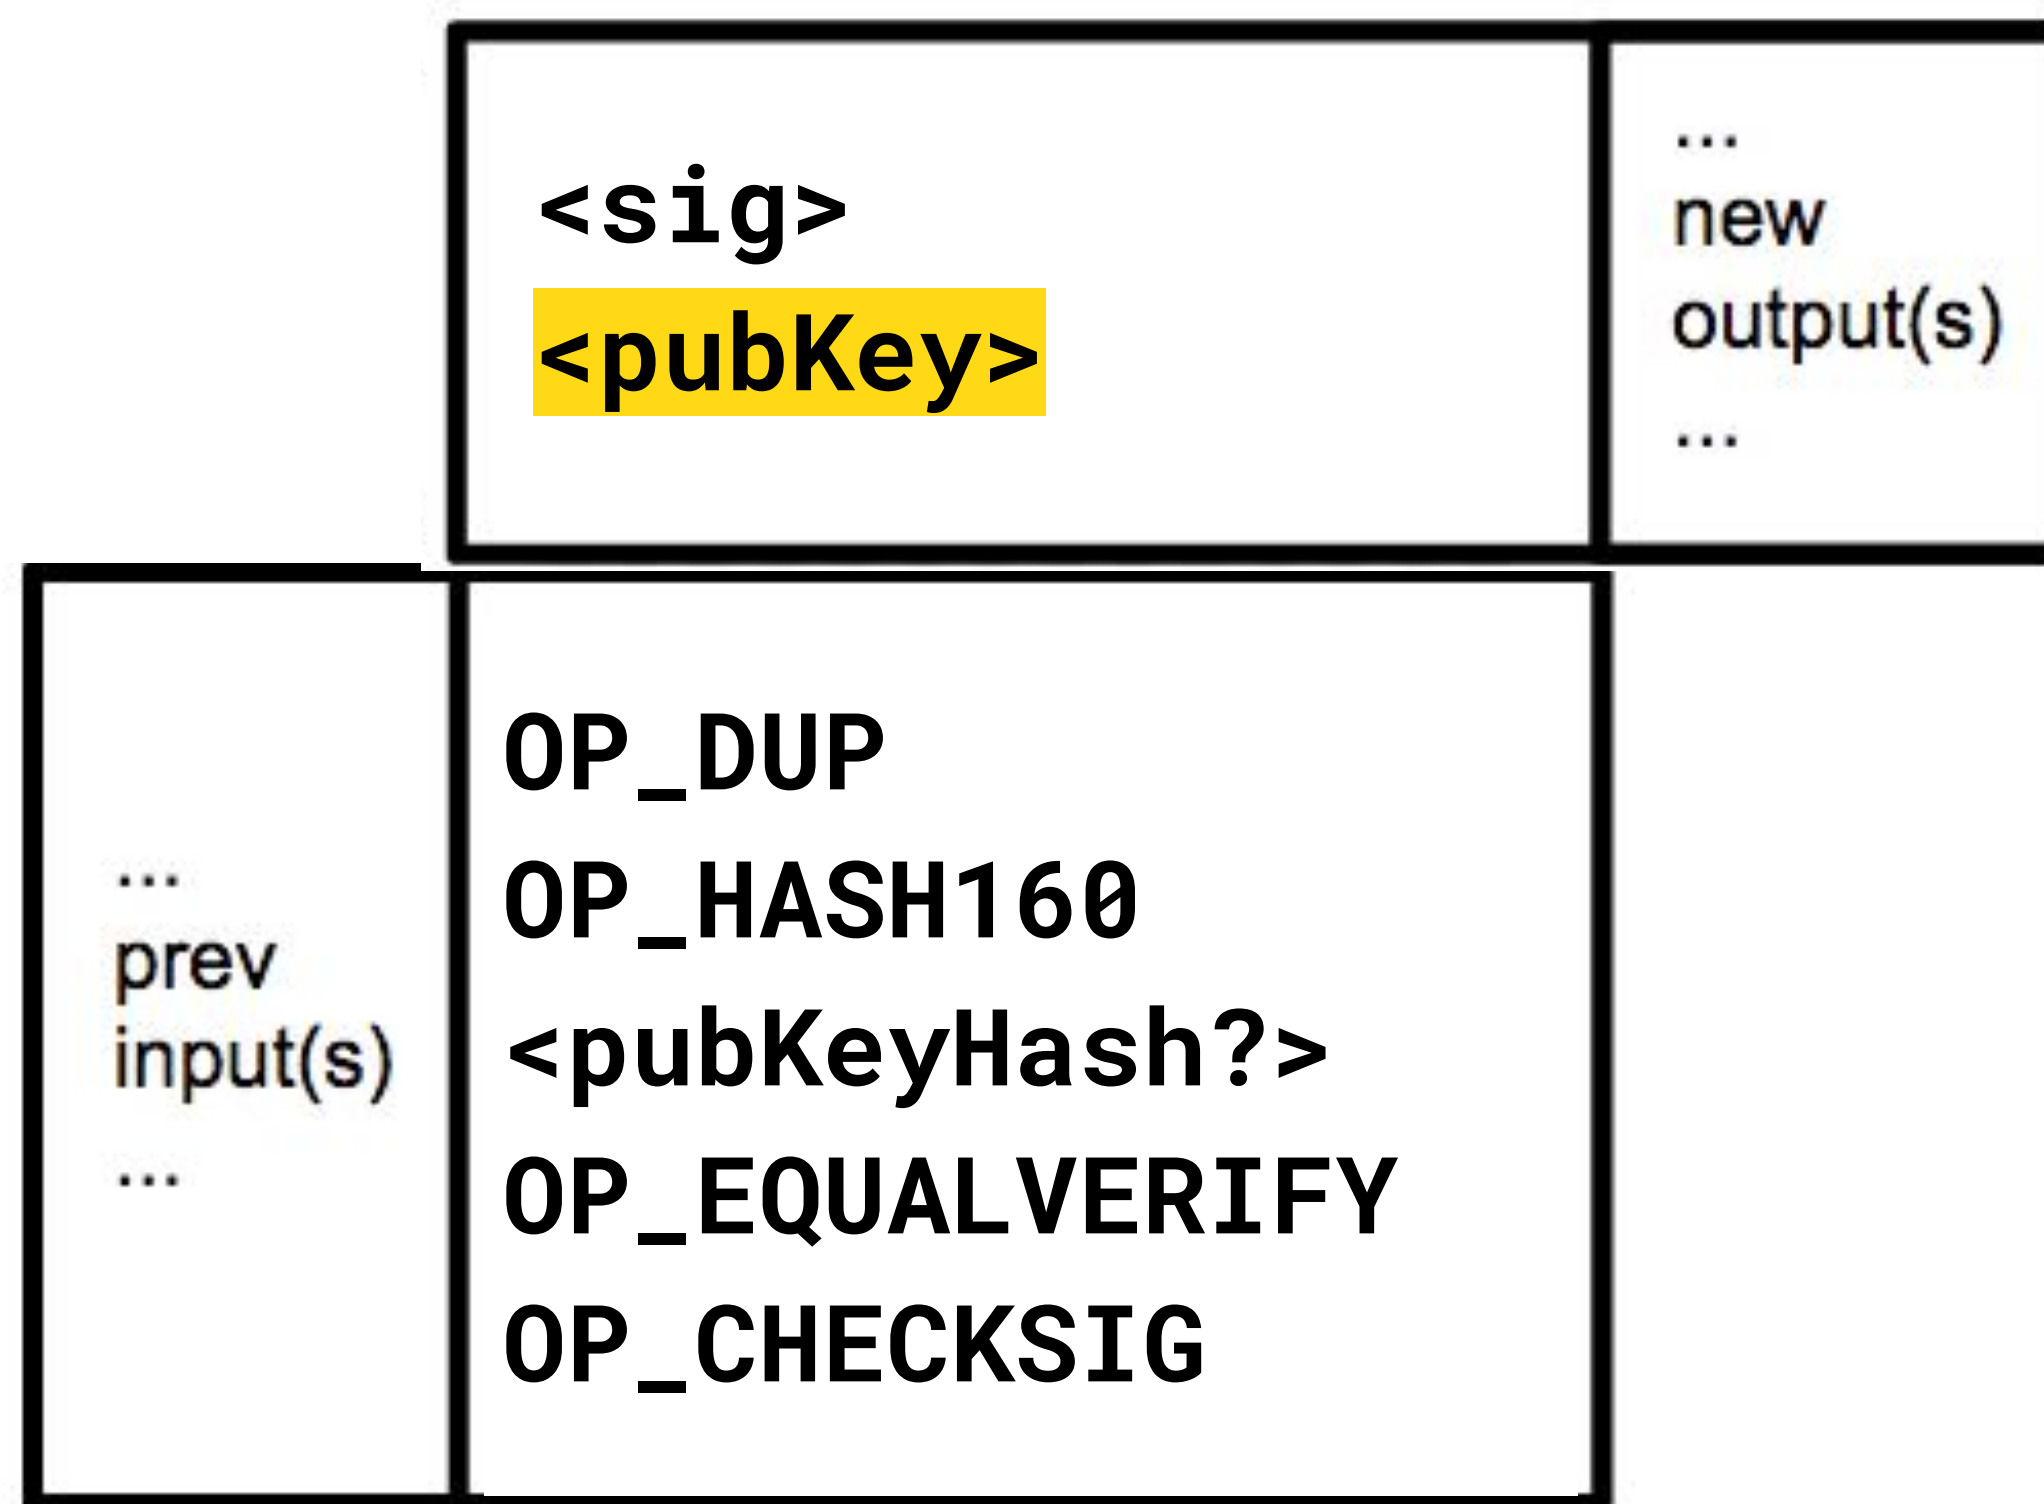 <sig>
<pubKey>
...
new
output(s)
...
...
prev
input(s)
...
OP_DUP
OP_HASH160
<pubKeyHash?>
OP_EQUALVERIFY
OP_CHECKSIG